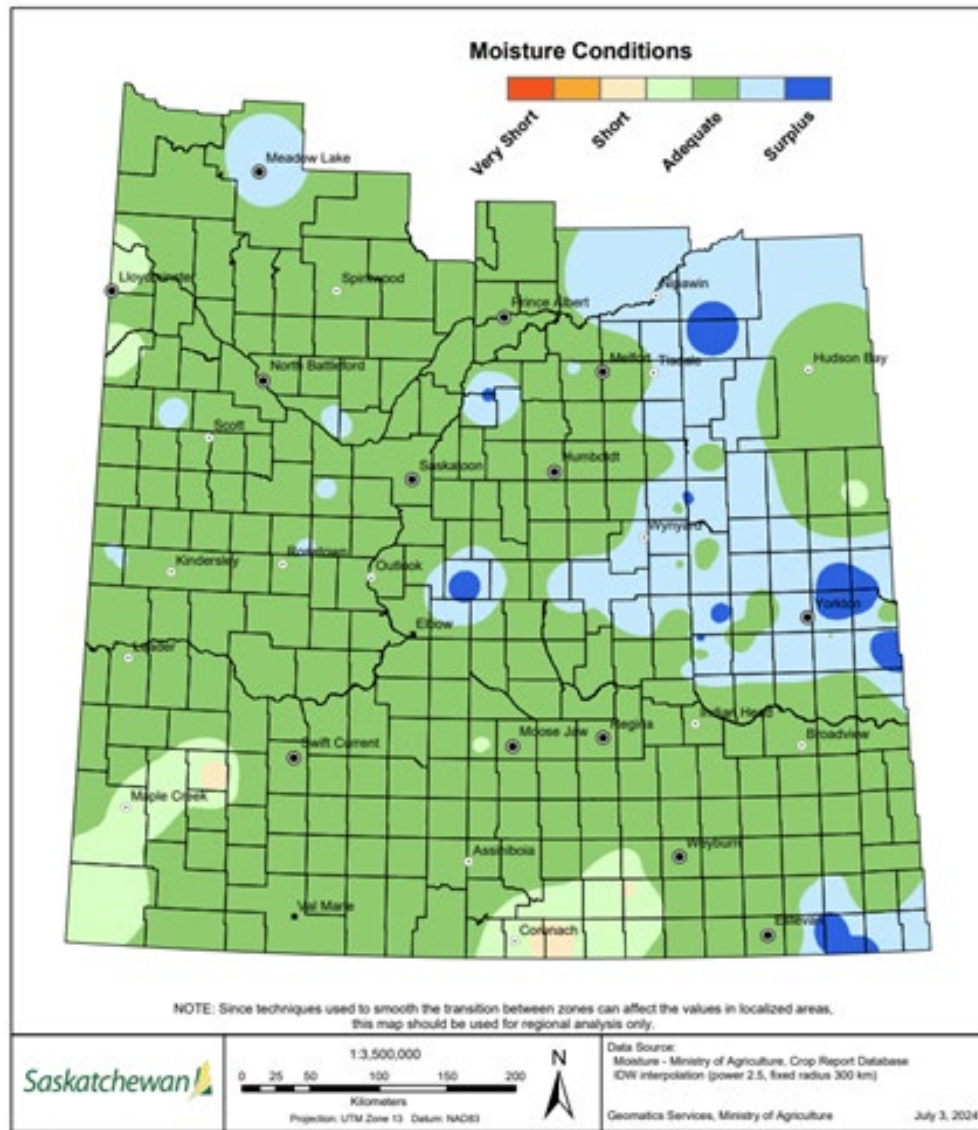 Moisture Conditions
Very Short
Short
Adequate
Surplus
Meadow Lake
Lloydminster
Spiritwood
Nipawin
Prince Albert
Melfort
Tisdale
Hudson Bay
North Battleford
Scott
Saskatoon
Humboldt
Wynyard
Kindersley
Rosetown
Outlook
Yorkton
Elbow
Leader
Indian Head
Swift Current
Moose Jaw
Regina
Broadview
Maple Creek
Assiniboia
Weyburn
Val Marie
Coronach
Estevan
NOTE: Since techniques used to smooth the transition between zones can affect the values in localized areas,
this map should be used for regional analysis only.
Saskatchewan
1:3,500,000
0 25 50 100 150 200
Kilometers
Projection: UTM Zone 13 Datum: NAD83
N
Data Source:
Moisture - Ministry of Agriculture, Crop Report Database
IDW interpolation (power 2.5, fixed radius 300 km)
Geomatics Services, Ministry of Agriculture July 3, 2024